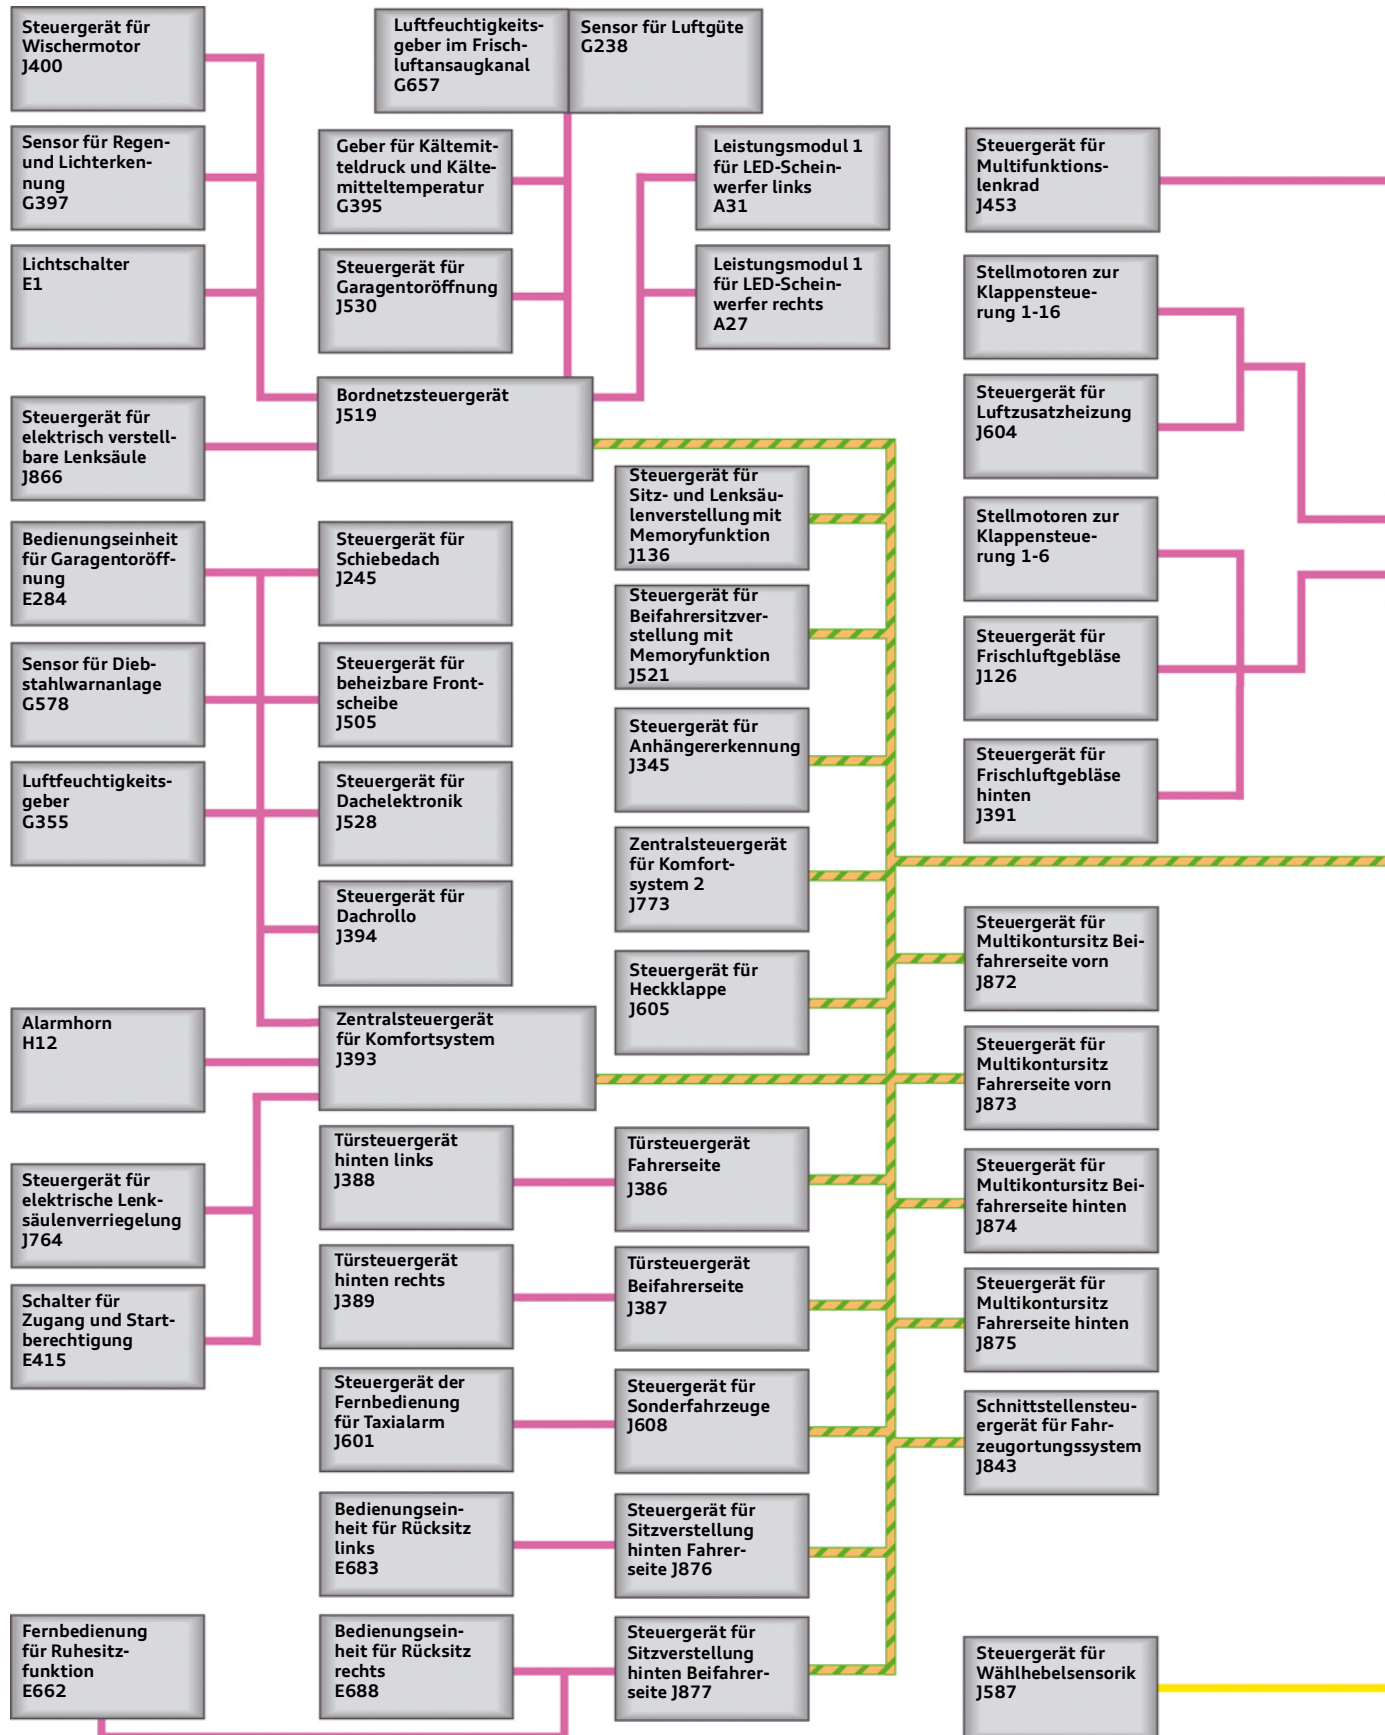 Steuergerät für
Wischermotor
J400
Luftfeuchtigkeits-
geber im Frisch-
luftansaugkanal
G657
Sensor für Luftgüte
G238
Sensor für Regen-
und Lichterken-
nung
G397
Geber für Kältemit-
teldruck und Kälte-
mitteltemperatur
G395
Leistungsmodul 1
für LED-Schein-
werfer links
A31
Steuergerät für
Multifunktions-
lenkrad
J453
Lichtschalter
E1
Steuergerät für
Garagentoröffnung
J530
Leistungsmodul 1
für LED-Schein-
werfer rechts
A27
Stellmotoren zur
Klappensteue-
rung 1-16
Steuergerät für
elektrisch verstell-
bare Lenksäule
J866
Bordnetzsteuergerät
J519
Steuergerät für
Luftzusatzheizung
J604
Steuergerät für
Sitz- und Lenksäu-
lenverstellung mit
Memoryfunktion
J136
Stellmotoren zur
Klappensteue-
rung 1-6
Bedienungseinheit
für Garagentoröff-
nung
E284
Steuergerät für
Schiebedach
J245
Steuergerät für
Beifahrersitzver-
stellung mit
Memoryfunktion
J521
Steuergerät für
Frischluftgebläse
J126
Sensor für Dieb-
stahlwarnanlage
G578
Steuergerät für
beheizbare Front-
scheibe
J505
Steuergerät für
Anhängererkennung
J345
Steuergerät für
Frischluftgebläse
hinten
J391
Luftfeuchtigkeits-
geber
G355
Steuergerät für
Dachelektronik
J528
Zentralsteuergerät
für Komfort-
system 2
J773
Steuergerät für
Dachrollo
J394
Steuergerät für
Multikontursitz Bei-
fahrerseite vorn
J872
Steuergerät für
Heckklappe
J605
Alarmhorn
H12
Zentralsteuergerät
für Komfortsystem
J393
Steuergerät für
Multikontursitz
Fahrerseite vorn
J873
Türsteuergerät
hinten links
J388
Türsteuergerät
Fahrerseite
J386
Steuergerät für
Multikontursitz Bei-
fahrerseite hinten
J874
Steuergerät für
elektrische Lenk-
säulenverriegelung
J764
Türsteuergerät
hinten rechts
J389
Türsteuergerät
Beifahrerseite
J387
Steuergerät für
Multikontursitz
Fahrerseite hinten
J875
Schalter für
Zugang und Start-
berechtigung
E415
Steuergerät der
Fernbedienung
für Taxialarm
J601
Steuergerät für
Sonderfahrzeuge
J608
Schnittstellensteu-
ergerät für Fahr-
zeugortungssystem
J843
Bedienungsein-
heit für Rücksitz
links
E683
Steuergerät für
Sitzverstellung
hinten Fahrer-
seite J876
Fernbedienung
für Ruhesitz-
funktion
E662
Bedienungsein-
heit für Rücksitz
rechts
E688
Steuergerät für
Sitzverstellung
hinten Beifahrer-
seite J877
Steuergerät für
Wählhebelsensorik
J587